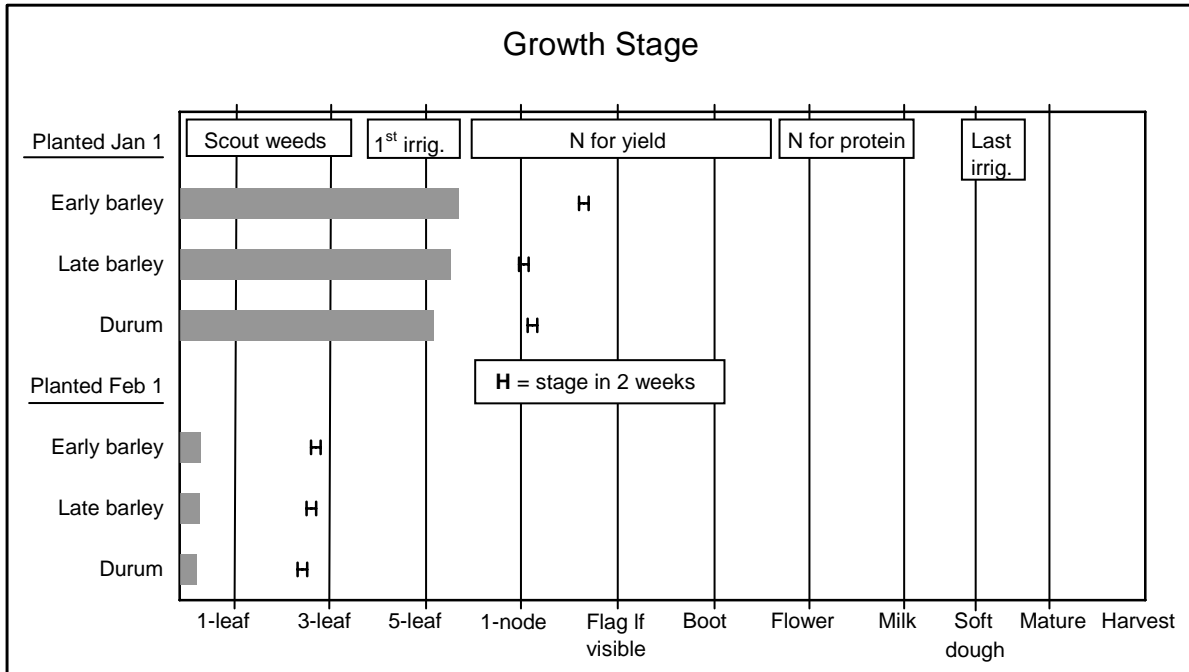 Growth Stage
Planted Jan 1
Scout weeds
1st irrig.
N for yield
N for protein
Last
irrig.
Early barley
H
Late barley
H
Durum
H
Planted Feb 1
H = stage in 2 weeks
Early barley
H
Late barley
H
Durum
H
1-leaf
3-leaf
5-leaf
1-node
Flag lf
visible
Boot
Flower
Milk
Soft
dough
Mature
Harvest